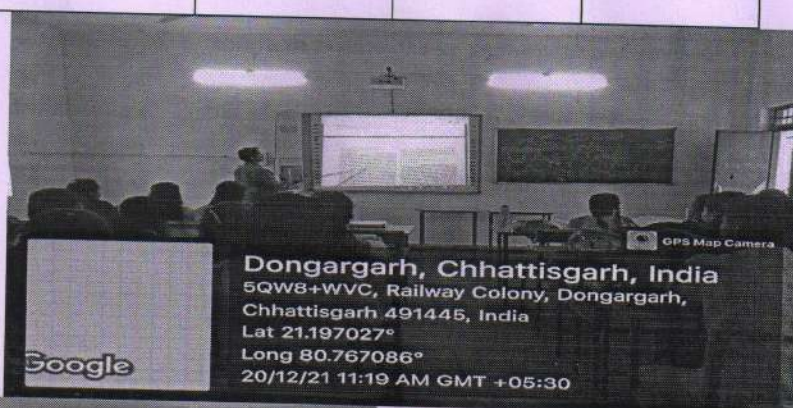 GPS Map Camera
Dongargarh, Chhattisgarh, India
5QW8+WVC, Railway Colony, Dongargarh,
Chhattisgarh 491445, India
Lat 21.197027°
Long 80.767086°
20/12/21 11:19 AM GMT +05:30
Google